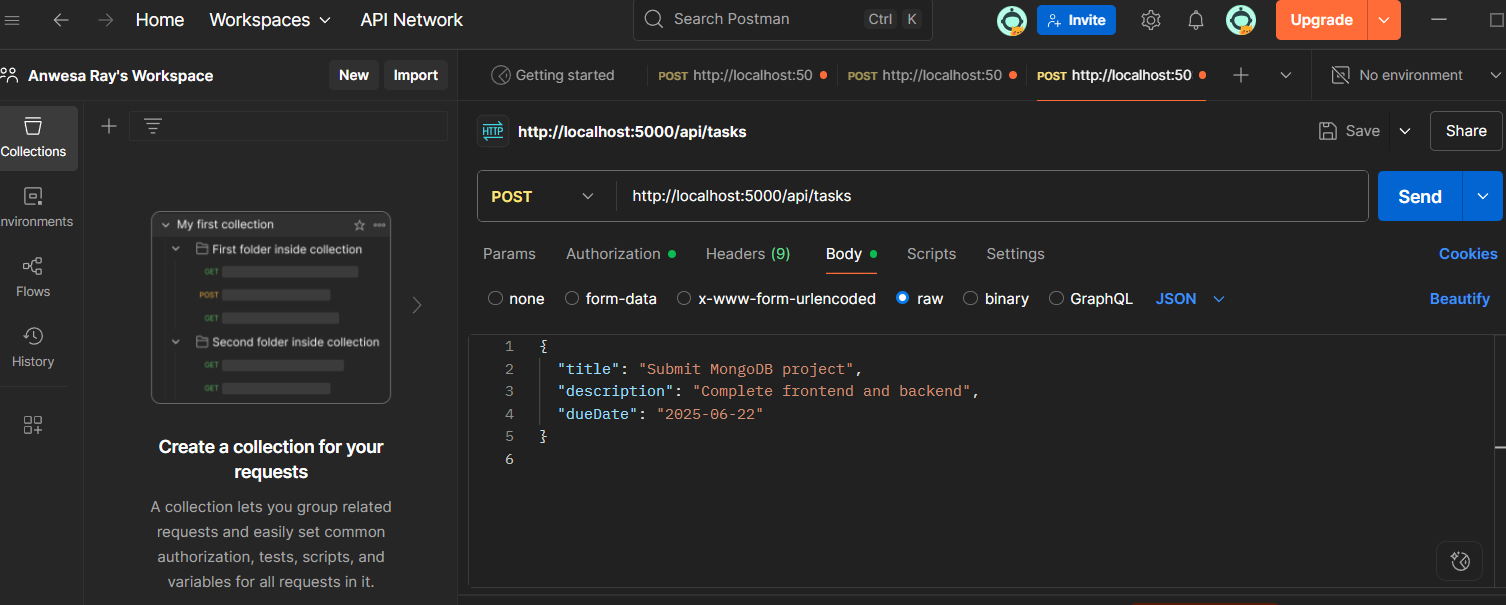 Home Workspaces API Network Search Postman Ctrl K Invite Upgrade
Anwesa Ray's Workspace New Import
Getting started POST http://localhost:50 POST http://localhost:50 POST http://localhost:50 No environment
Collections
nvironments
Flows
History
My first collection
First folder inside collection
GET
POST
GET
Second folder inside collection
GET
GET
Create a collection for your
requests
A collection lets you group related
requests and easily set common
authorization, tests, scripts, and
variables for all requests in it.
HTTP http://localhost:5000/api/tasks Save Share
POST http://localhost:5000/api/tasks Send
Params Authorization Headers (9) Body Scripts Settings Cookies
none form-data x-www-form-urlencoded raw binary GraphQL JSON Beautify
1 {
2 "title": "Submit MongoDB project",
3 "description": "Complete frontend and backend",
4 "dueDate": "2025-06-22"
5 }
6